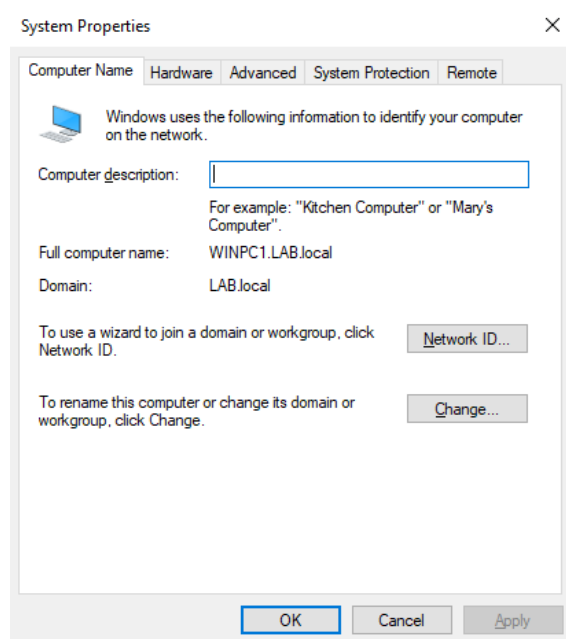 System Properties
Computer Name Hardware Advanced System Protection Remote
Windows uses the following information to identify your computer
on the network.
Computer description:
For example: "Kitchen Computer" or "Mary's
Computer".
Full computer name: WINPC1.LAB.local
Domain: LAB.local
To use a wizard to join a domain or workgroup, click
Network ID.
Network ID...
To rename this computer or change its domain or
workgroup, click Change.
Change...
OK Cancel Apply